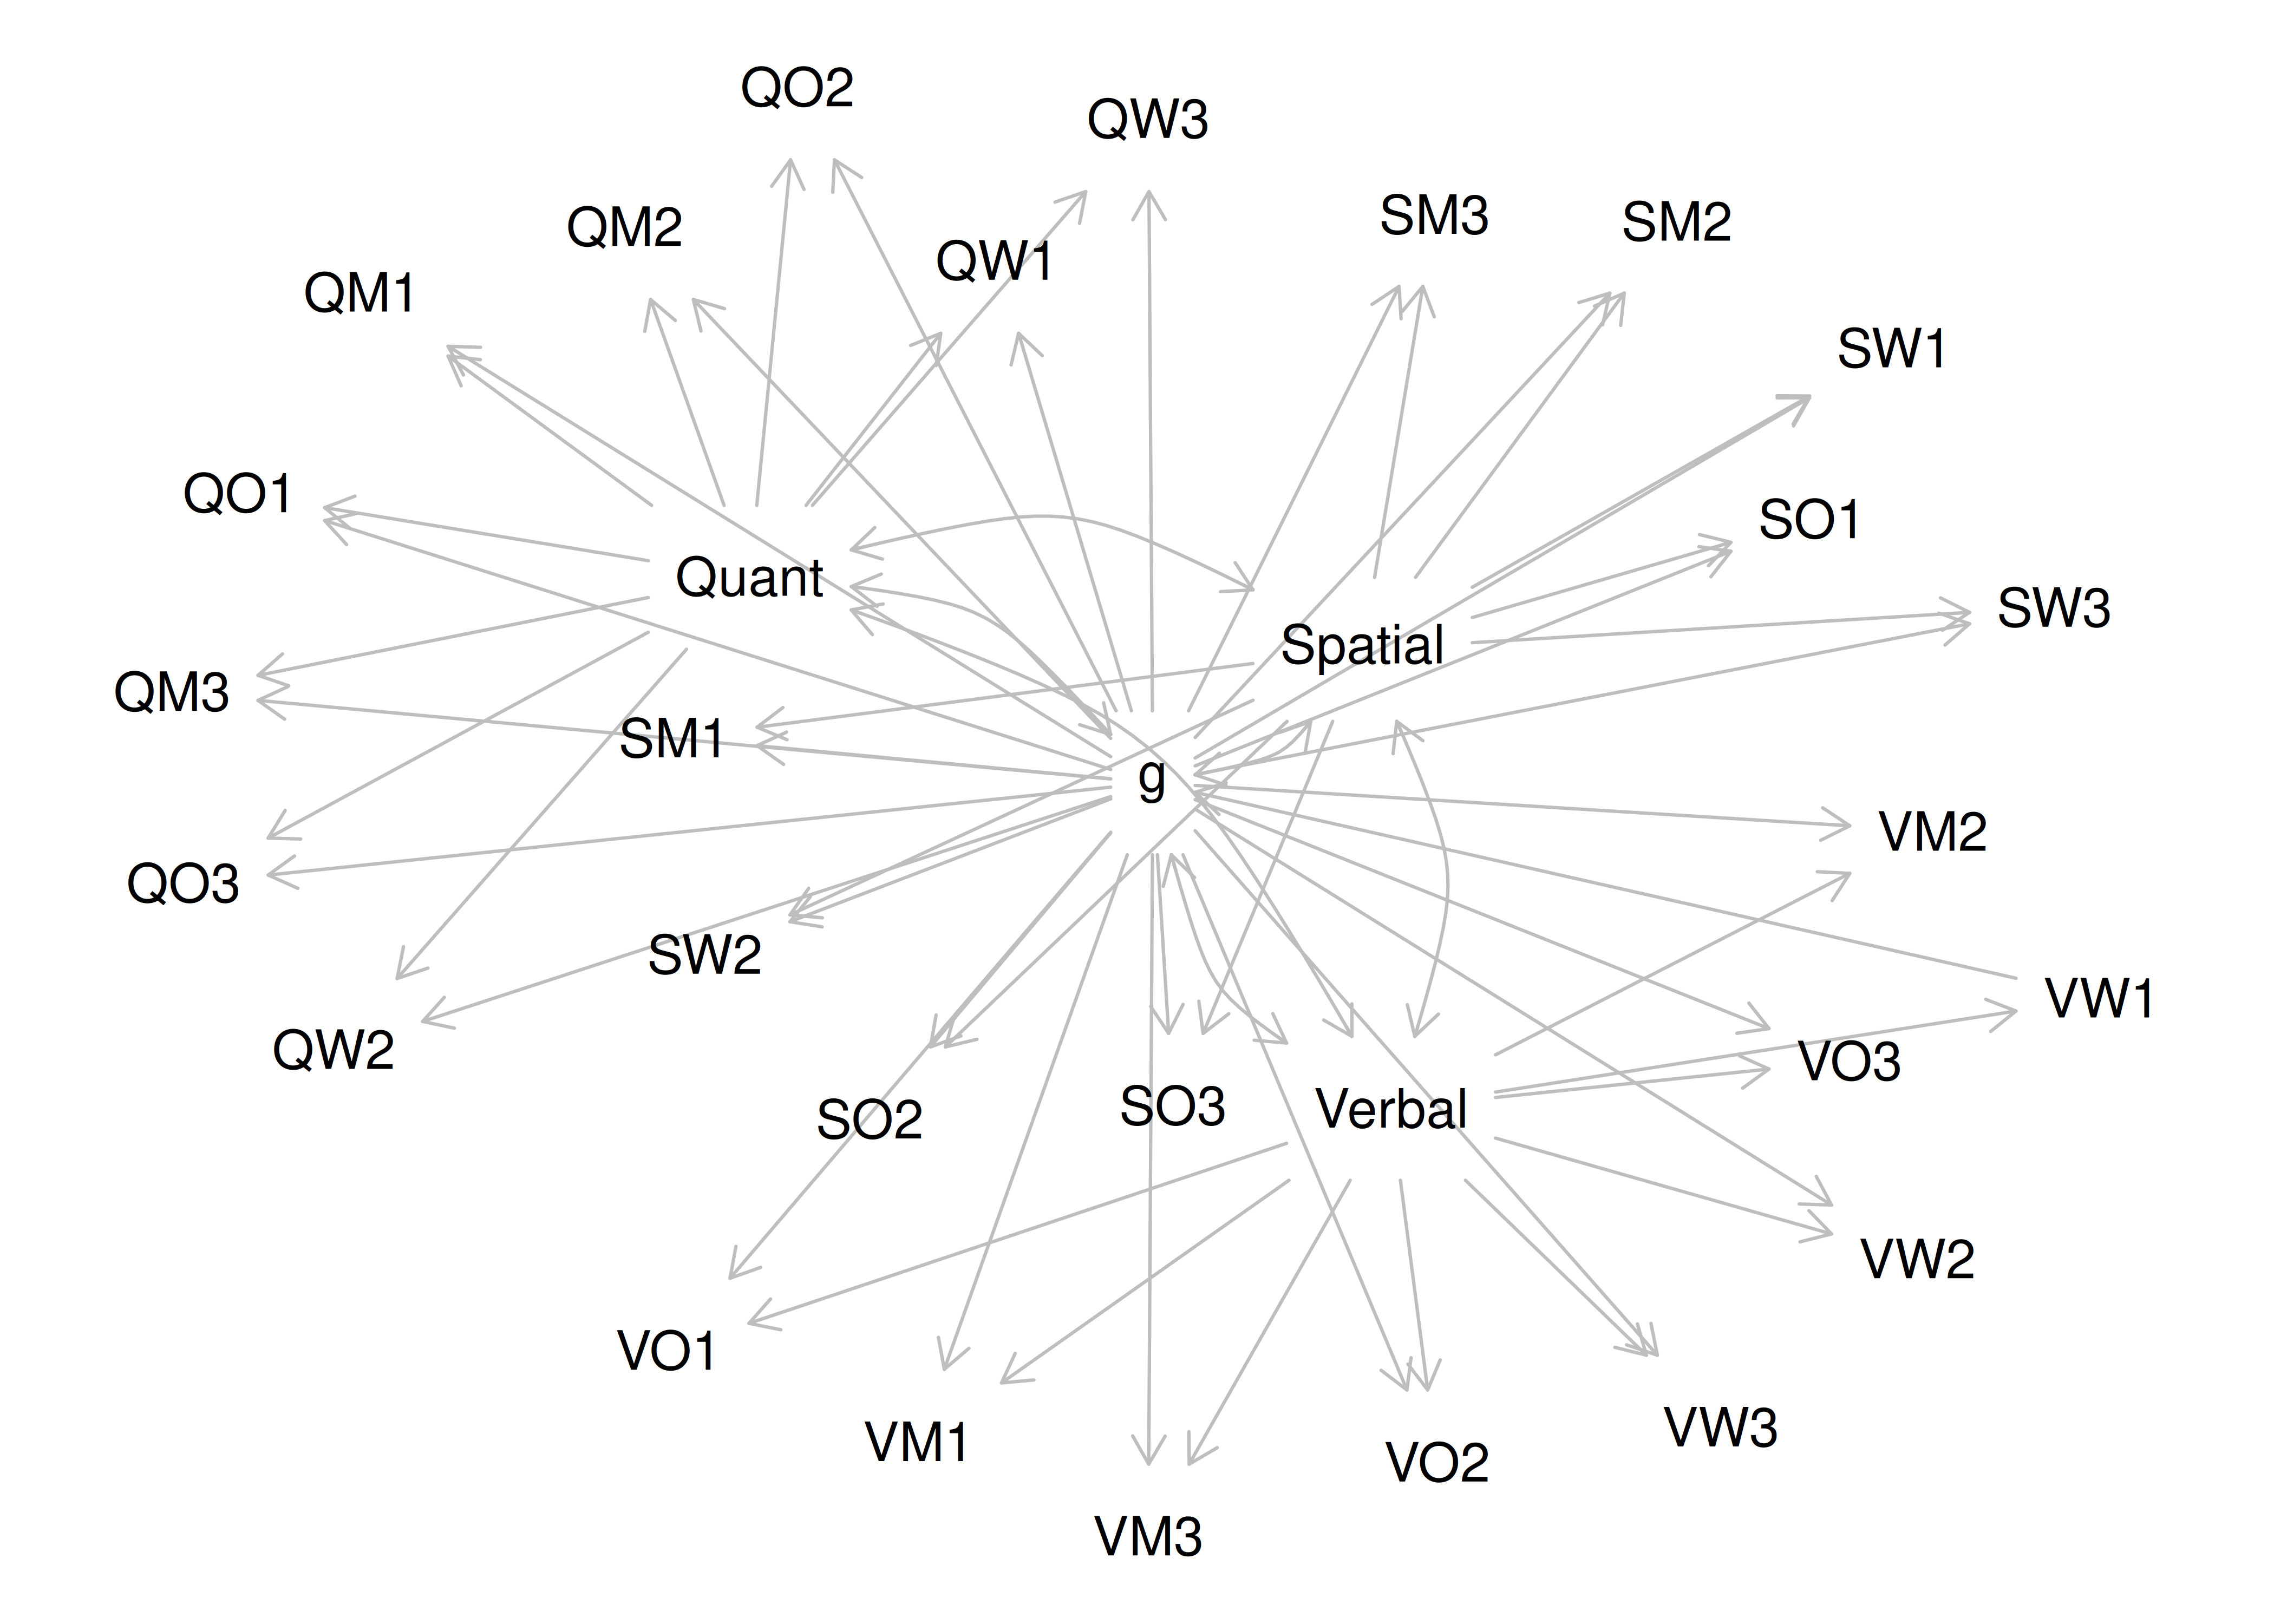 QO2
QW3
SM3
SM2
QM2
QW1
QM1
SW1
QO1
SO1
Quant
SW3
Spatial
QM3
SM1
g
VM2
QO3
SW2
VW1
QW2
VO3
SO2
SO3
Verbal
VW2
VO1
VM1
VW3
VO2
VM3